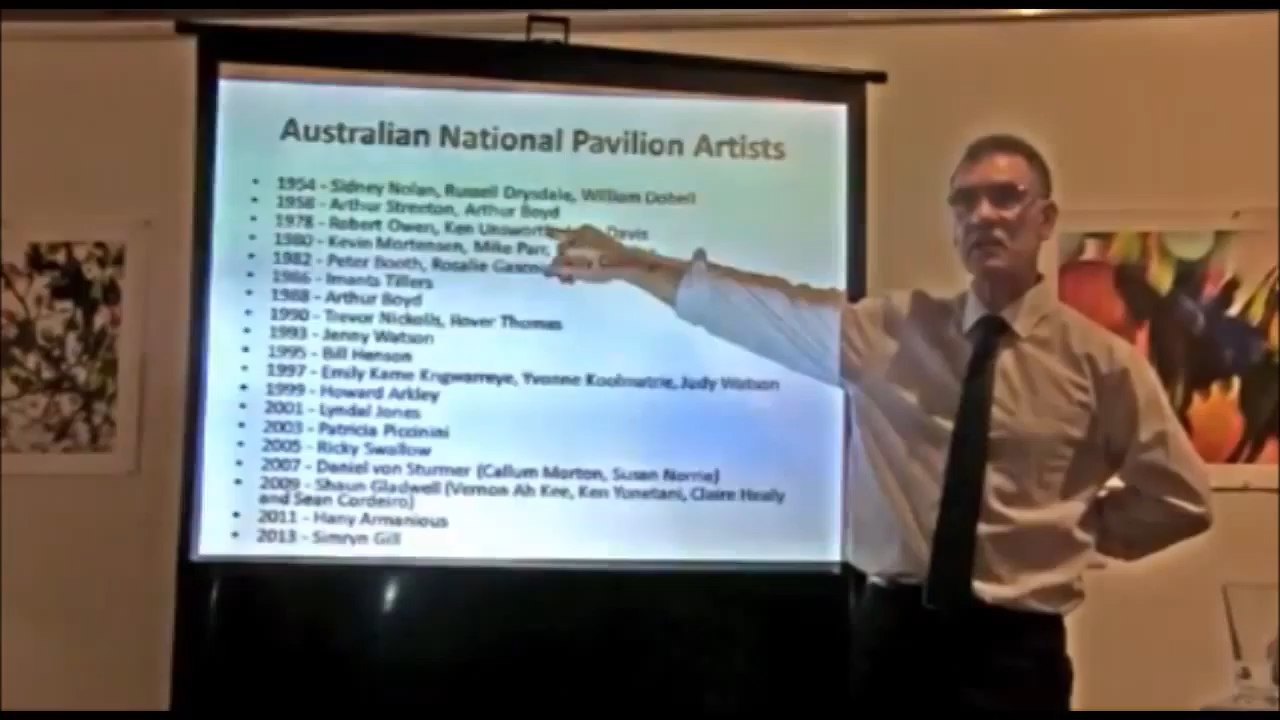 Australian National Pavilion Artists
• 1954 - Sidney Nolan, Russell Drysdale, William Dobell
• 1958 - Arthur Streeton, Arthur Boyd
• 1978 - Robert Owen, Ken Unsworth, Davis
• 1980 - Kevin Mortensen, Mike Parr,
• 1982 - Peter Booth, Rosalie
• 1986 - Imants Tillers
• 1988 - Arthur Boyd
• 1990 - Trevor Nickolls, Rover Thomas
• 1993 - Jenny Watson
• 1995 - Bill Henson
• 1997 - Emily Kame Kngwarreye, Yvonne Koolmatrie, Judy Watson
• 1999 - Howard Arkley
• 2001 - Lyndal Jones
• 2003 - Patricia Piccinini
• 2005 - Ricky Swallow
• 2007 - Daniel von Sturmer (Callum Morton, Susan Norrie)
• 2009 - Shaun Gladwell (Vernon Ah Kee, Ken Yonetani, Claire Healy
and Sean Cordeiro)
• 2011 - Hany Armanious
• 2013 - Simryn Gill